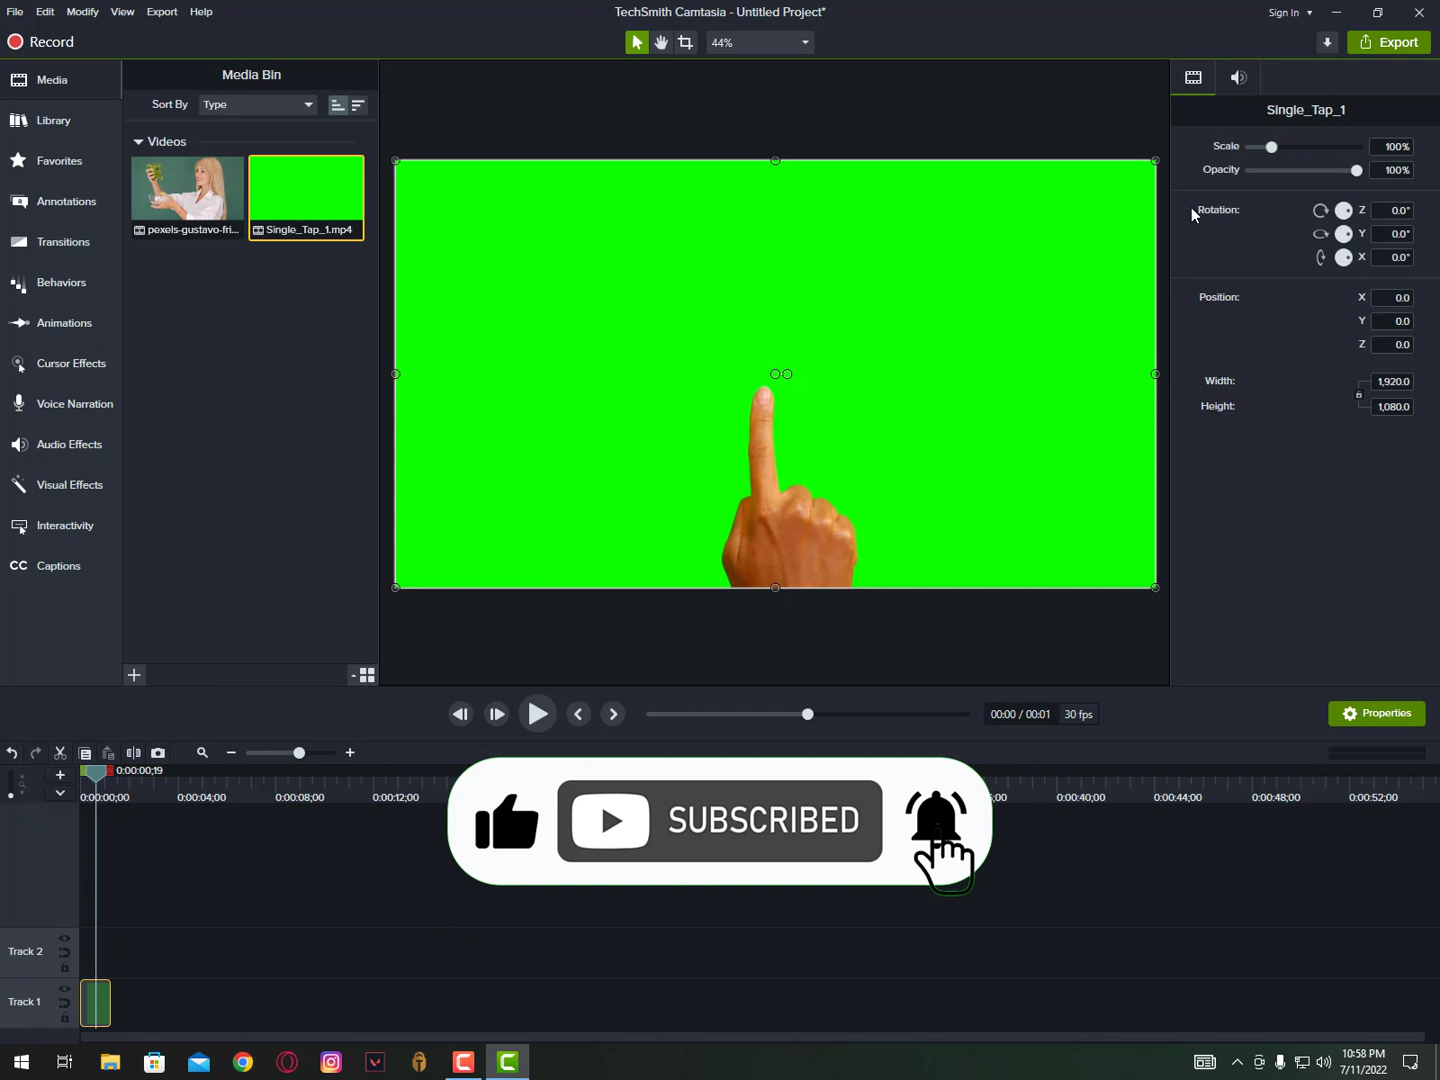 File Edit Modify View Export Help
TechSmith Camtasia - Untitled Project*
Sign In
Record
44%
Export
Media
Library
Favorites
Annotations
Transitions
Behaviors
Animations
Cursor Effects
Voice Narration
Audio Effects
Visual Effects
Interactivity
CC Captions
Media Bin
Sort By Type
Videos
pexels-gustavo-fri...
Single_Tap_1.mp4
Single_Tap_1
Scale 100%
Opacity 100%
Rotation: Z 0.0°
Y 0.0°
X 0.0°
Position: X 0.0
Y 0.0
Z 0.0
Width: 1,920.0
Height: 1,080.0
00:00 / 00:01 30 fps
Properties
0:00:00;19
0:00:00;00 0:00:04;00 0:00:08;00 0:00:12;00 0:00:40;00 0:00:44;00 0:00:48;00 0:00:52;00
SUBSCRIBED
Track 2
Track 1
10:58 PM
7/11/2022